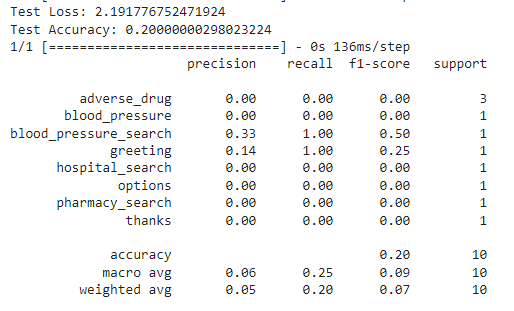 Test Loss: 2.191776752471924
Test Accuracy: 0.20000000298023224
1/1 [==============================] - 0s 136ms/step
precision recall f1-score support
adverse_drug 0.00 0.00 0.00 3
blood_pressure 0.00 0.00 0.00 1
blood_pressure_search 0.33 1.00 0.50 1
greeting 0.14 1.00 0.25 1
hospital_search 0.00 0.00 0.00 1
options 0.00 0.00 0.00 1
pharmacy_search 0.00 0.00 0.00 1
thanks 0.00 0.00 0.00 1
accuracy 0.20 10
macro avg 0.06 0.25 0.09 10
weighted avg 0.05 0.20 0.07 10